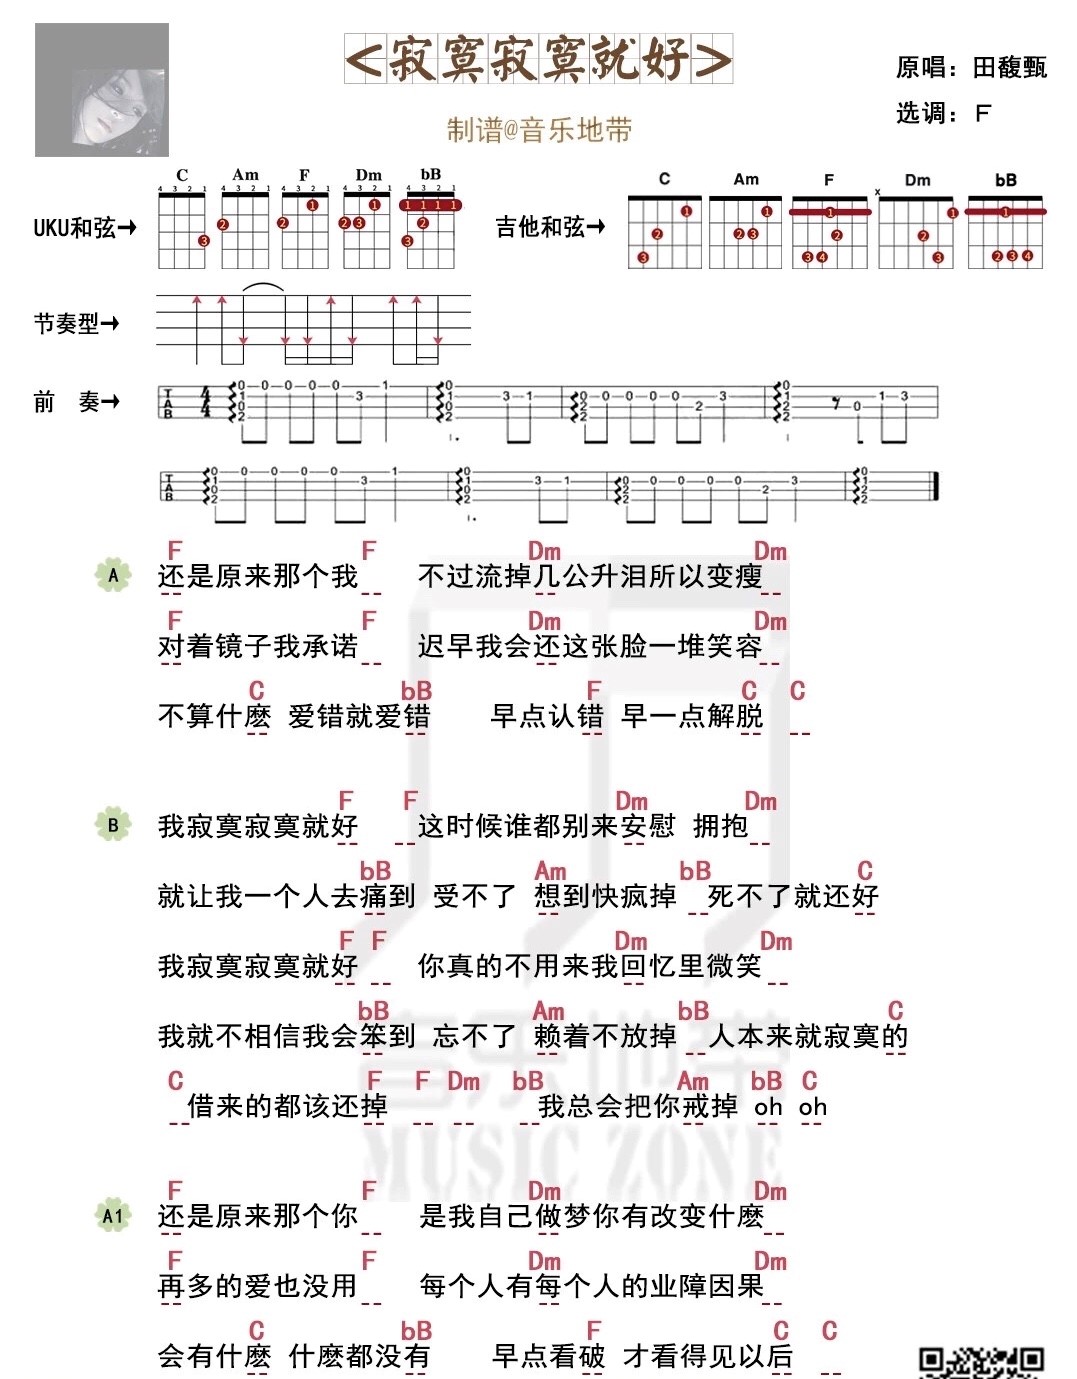 <寂寞寂寞就好>
原唱：田馥甄
选调：F
制谱@音乐地带
UKU和弦→ C Am F Dm bB
吉他和弦→ C Am F Dm bB
节奏型→
前 奏→
F F Dm Dm
A 还是原来那个我 不过流掉几公升泪所以变瘦
F F Dm Dm
对着镜子我承诺 迟早我会还这张脸一堆笑容
C bB F C C
不算什麽 爱错就爱错 早点认错 早一点解脱
F F Dm Dm
B 我寂寞寂寞就好 这时候谁都别来安慰 拥抱
bB Am bB C
就让我一个人去痛到 受不了 想到快疯掉 死不了就还好
F F Dm Dm
我寂寞寂寞就好 你真的不用来我回忆里微笑
bB Am bB C
我就不相信我会笨到 忘不了 赖着不放掉 人本来就寂寞的
C F F Dm bB Am bB C
借来的都该还掉 我总会把你戒掉 oh oh
F F Dm Dm
A1 还是原来那个你 是我自己做梦你有改变什麽
F F Dm Dm
再多的爱也没用 每个人有每个人的业障因果
C bB F C C
会有什麽 什麽都没有 早点看破 才看得见以后
音乐地带
MUSIC ZONE